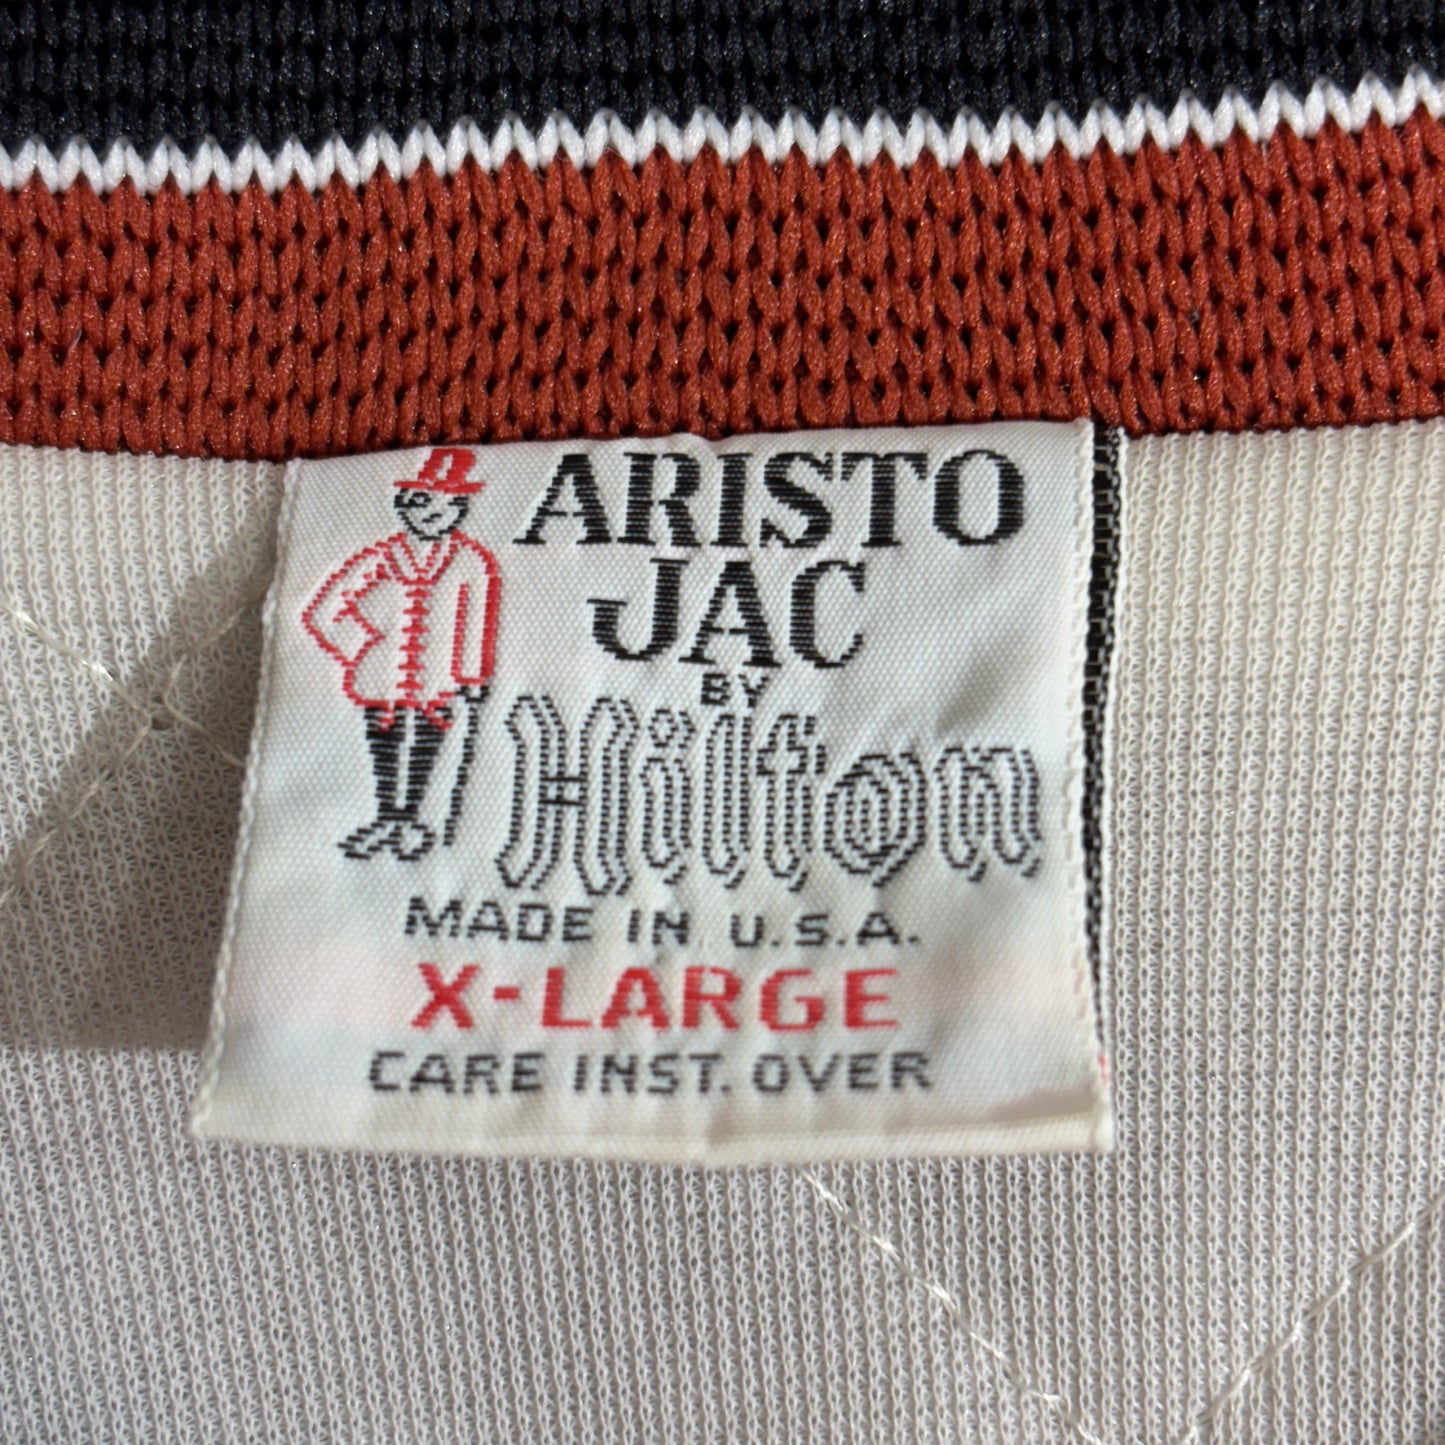 ARISTO
JAC
BY
Hilton
MADE IN U.S.A.
X-LARGE
CARE INST. OVER